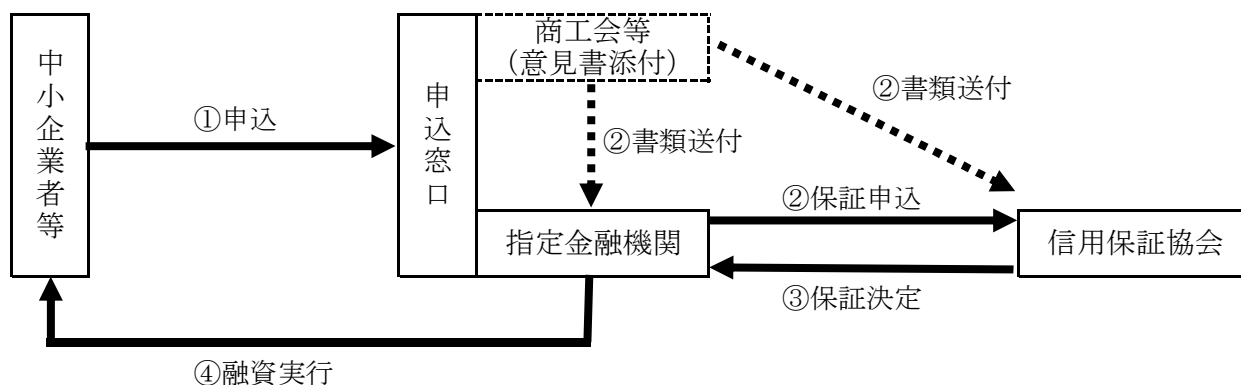 中小企業者等
①申込
申込窓口
商工会等
（意見書添付）
②書類送付
②書類送付
指定金融機関
②保証申込
③保証決定
信用保証協会
④融資実行